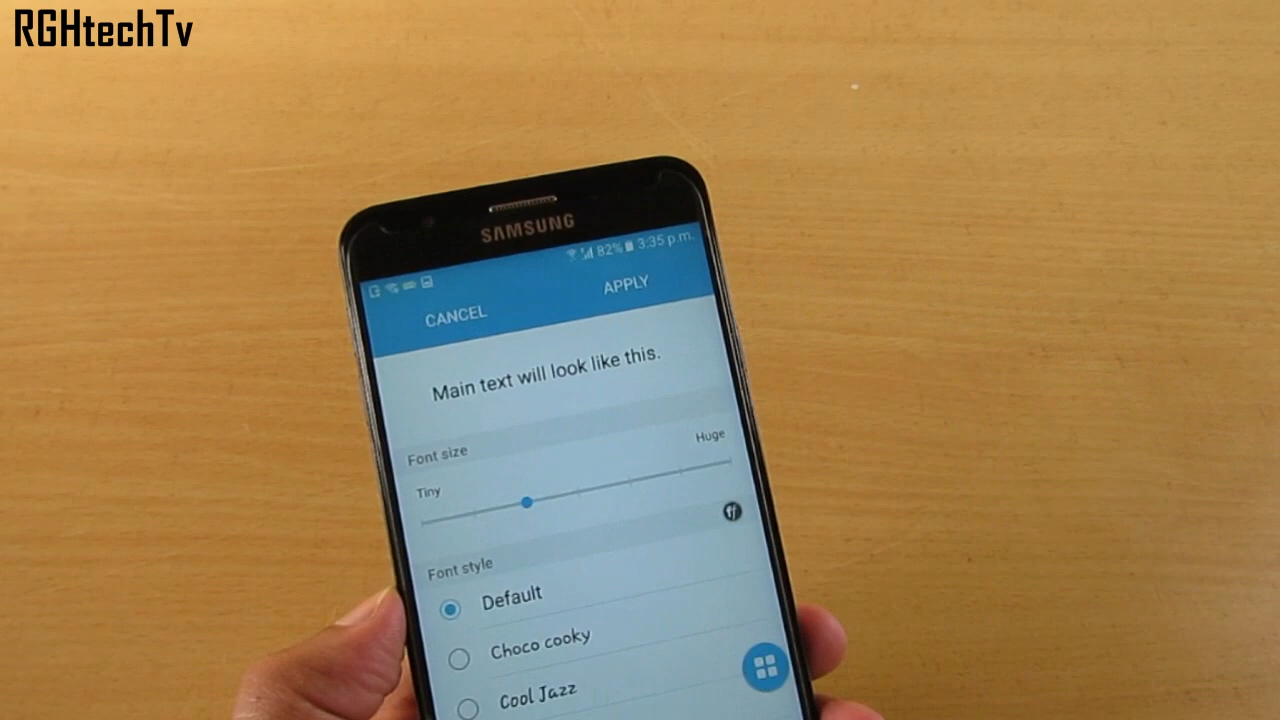 RGHtechTv
SAMSUNG
82% 3:35 p.m.
CANCEL APPLY
Main text will look like this.
Font size
Tiny Huge
Font style
Default
Choco cooky
Cool Jazz